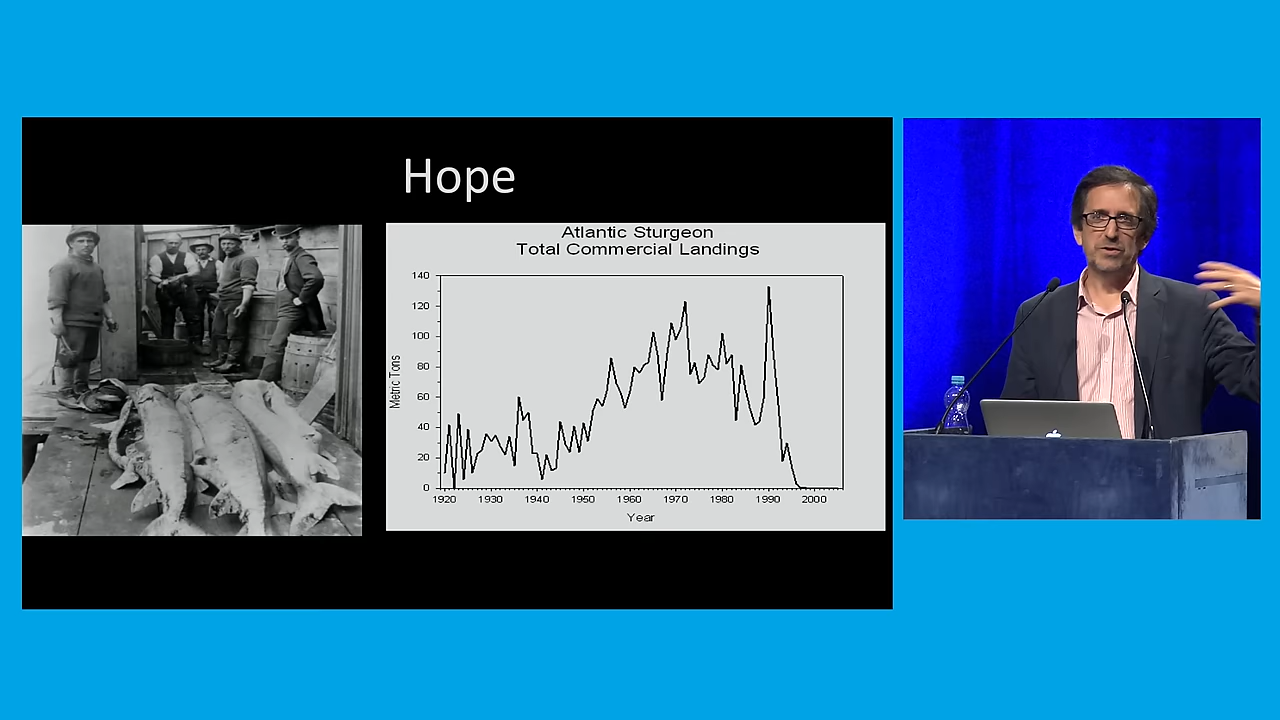 Hope
Atlantic Sturgeon
Total Commercial Landings
140
120
100
80
60
40
20
0
Metric Tons
1920 1930 1940 1950 1960 1970 1980 1990 2000
Year